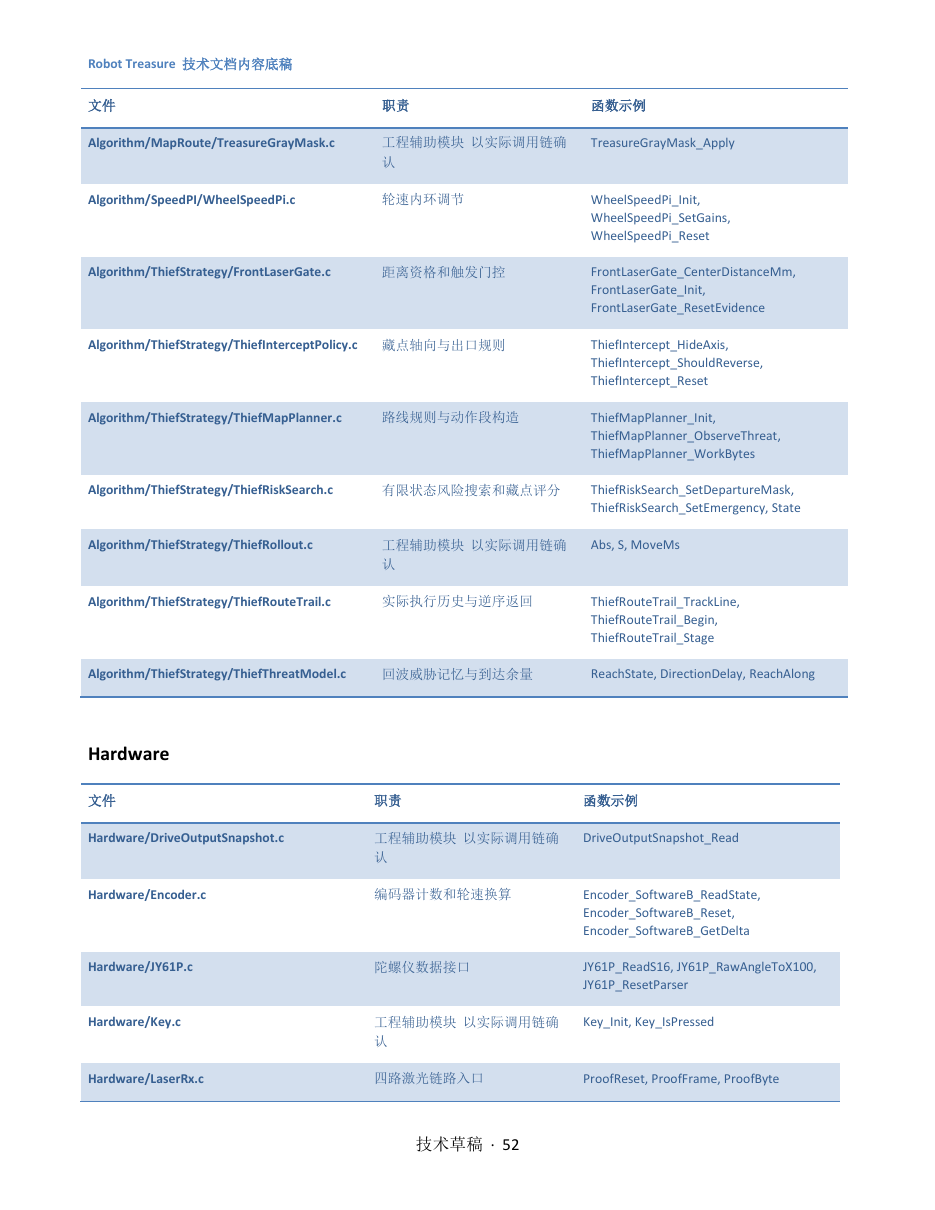 Robot Treasure 技术文档内容底稿
文件 职责 函数示例
Algorithm/MapRoute/TreasureGrayMask.c 工程辅助模块 以实际调用链确 TreasureGrayMask_Apply
认
Algorithm/SpeedPI/WheelSpeedPi.c 轮速内环调节 WheelSpeedPi_Init,
WheelSpeedPi_SetGains,
WheelSpeedPi_Reset
Algorithm/ThiefStrategy/FrontLaserGate.c 距离资格和触发门控 FrontLaserGate_CenterDistanceMm,
FrontLaserGate_Init,
FrontLaserGate_ResetEvidence
Algorithm/ThiefStrategy/ThiefInterceptPolicy.c 藏点轴向与出口规则 ThiefIntercept_HideAxis,
ThiefIntercept_ShouldReverse,
ThiefIntercept_Reset
Algorithm/ThiefStrategy/ThiefMapPlanner.c 路线规则与动作段构造 ThiefMapPlanner_Init,
ThiefMapPlanner_ObserveThreat,
ThiefMapPlanner_WorkBytes
Algorithm/ThiefStrategy/ThiefRiskSearch.c 有限状态风险搜索和藏点评分 ThiefRiskSearch_SetDepartureMask,
ThiefRiskSearch_SetEmergency, State
Algorithm/ThiefStrategy/ThiefRollout.c 工程辅助模块 以实际调用链确 Abs, S, MoveMs
认
Algorithm/ThiefStrategy/ThiefRouteTrail.c 实际执行历史与逆序返回 ThiefRouteTrail_TrackLine,
ThiefRouteTrail_Begin,
ThiefRouteTrail_Stage
Algorithm/ThiefStrategy/ThiefThreatModel.c 回波威胁记忆与到达余量 ReachState, DirectionDelay, ReachAlong
Hardware
文件 职责 函数示例
Hardware/DriveOutputSnapshot.c 工程辅助模块 以实际调用链确 DriveOutputSnapshot_Read
认
Hardware/Encoder.c 编码器计数和轮速换算 Encoder_SoftwareB_ReadState,
Encoder_SoftwareB_Reset,
Encoder_SoftwareB_GetDelta
Hardware/JY61P.c 陀螺仪数据接口 JY61P_ReadS16, JY61P_RawAngleToX100,
JY61P_ResetParser
Hardware/Key.c 工程辅助模块 以实际调用链确 Key_Init, Key_IsPressed
认
Hardware/LaserRx.c 四路激光链路入口 ProofReset, ProofFrame, ProofByte
技术草稿 · 52